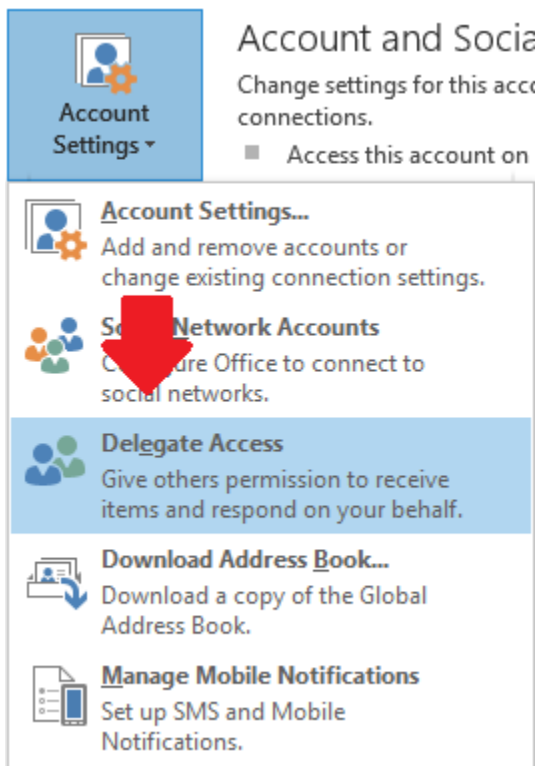 Account and Socia
Change settings for this acco
connections.
Access this account on
Account
Settings
Account Settings...
Add and remove accounts or
change existing connection settings.
Network Accounts
Office to connect to
social networks.
Delegate Access
Give others permission to receive
items and respond on your behalf.
Download Address Book...
Download a copy of the Global
Address Book.
Manage Mobile Notifications
Set up SMS and Mobile
Notifications.